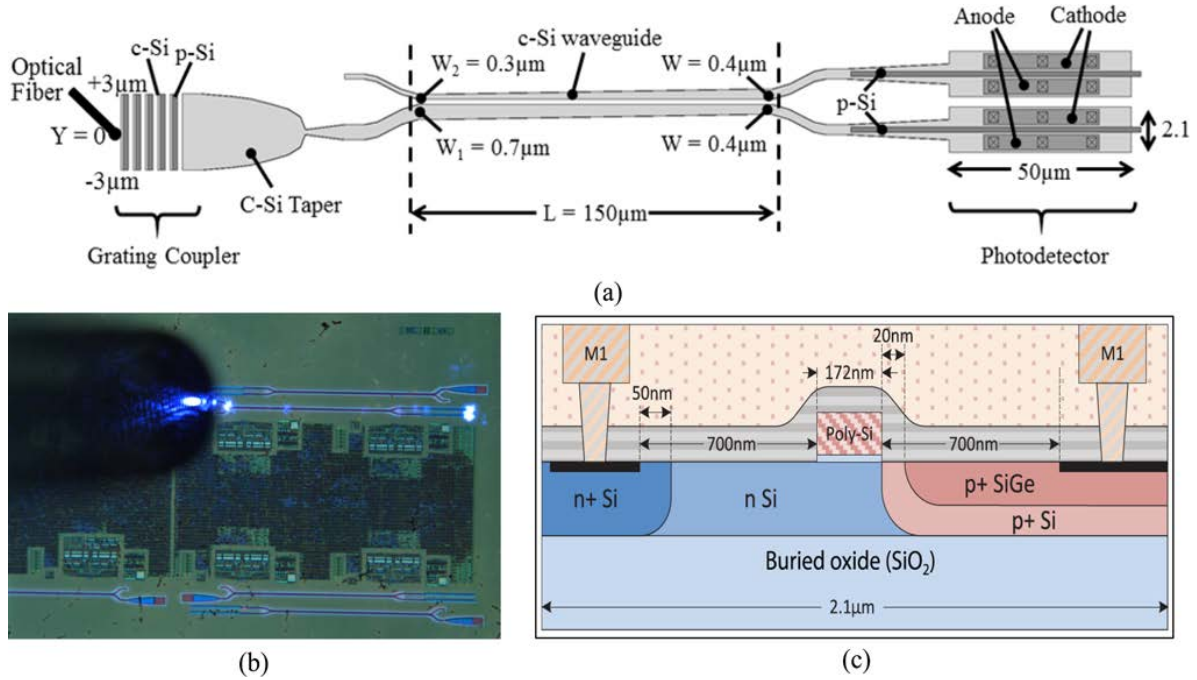 c-Si
p-Si
Optical
Fiber
+3μm
Y = 0
-3μm
C-Si Taper
Grating Coupler
c-Si waveguide
W₂ = 0.3μm
W = 0.4μm
W₁ = 0.7μm
W = 0.4μm
L = 150μm
p-Si
Anode
Cathode
2.1
50μm
Photodetector
(a)
(b)
M1
20nm
M1
172nm
50nm
Poly-Si
700nm
700nm
n+ Si
n Si
p+ SiGe
p+ Si
Buried oxide (SiO₂)
2.1μm
(c)